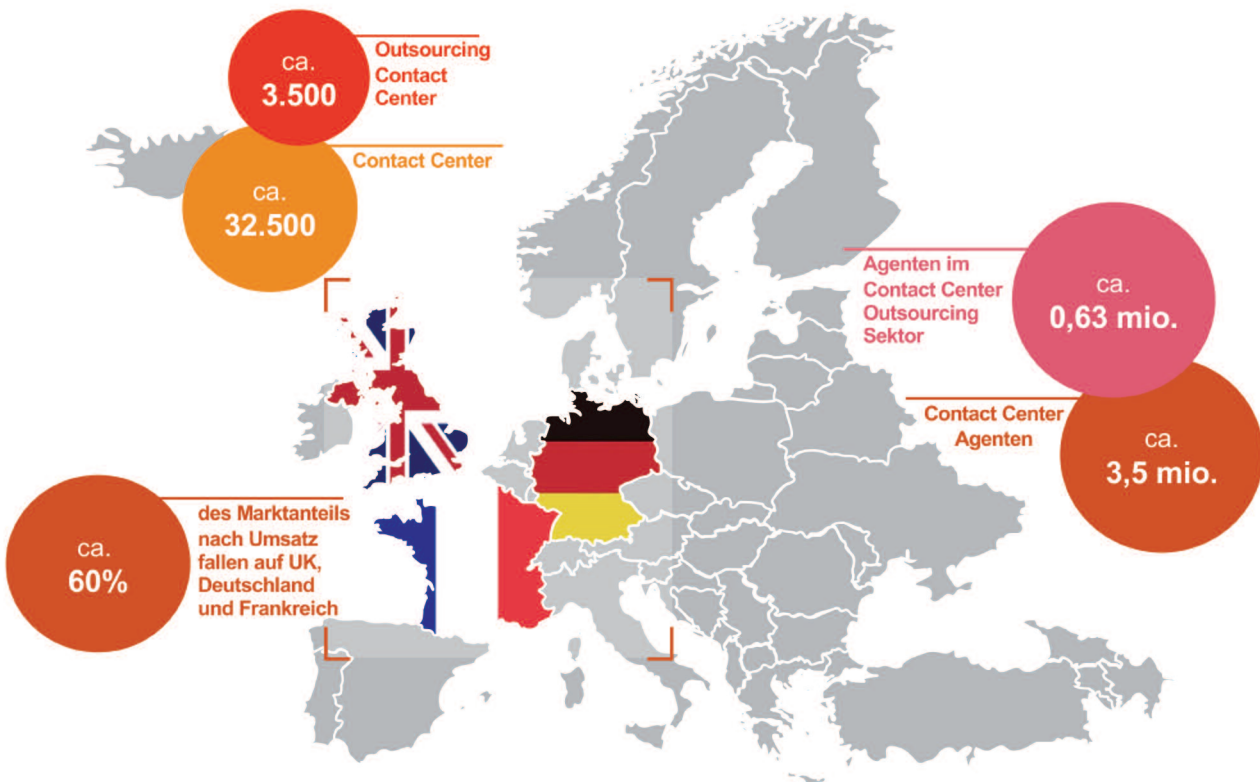 ca.
3.500
Outsourcing
Contact
Center
ca.
32.500
Contact Center
ca.
0,63 mio.
Agenten im
Contact Center
Outsourcing
Sektor
ca.
3,5 mio.
Contact Center
Agenten
ca.
60%
des Marktanteils
nach Umsatz
fallen auf UK,
Deutschland
und Frankreich